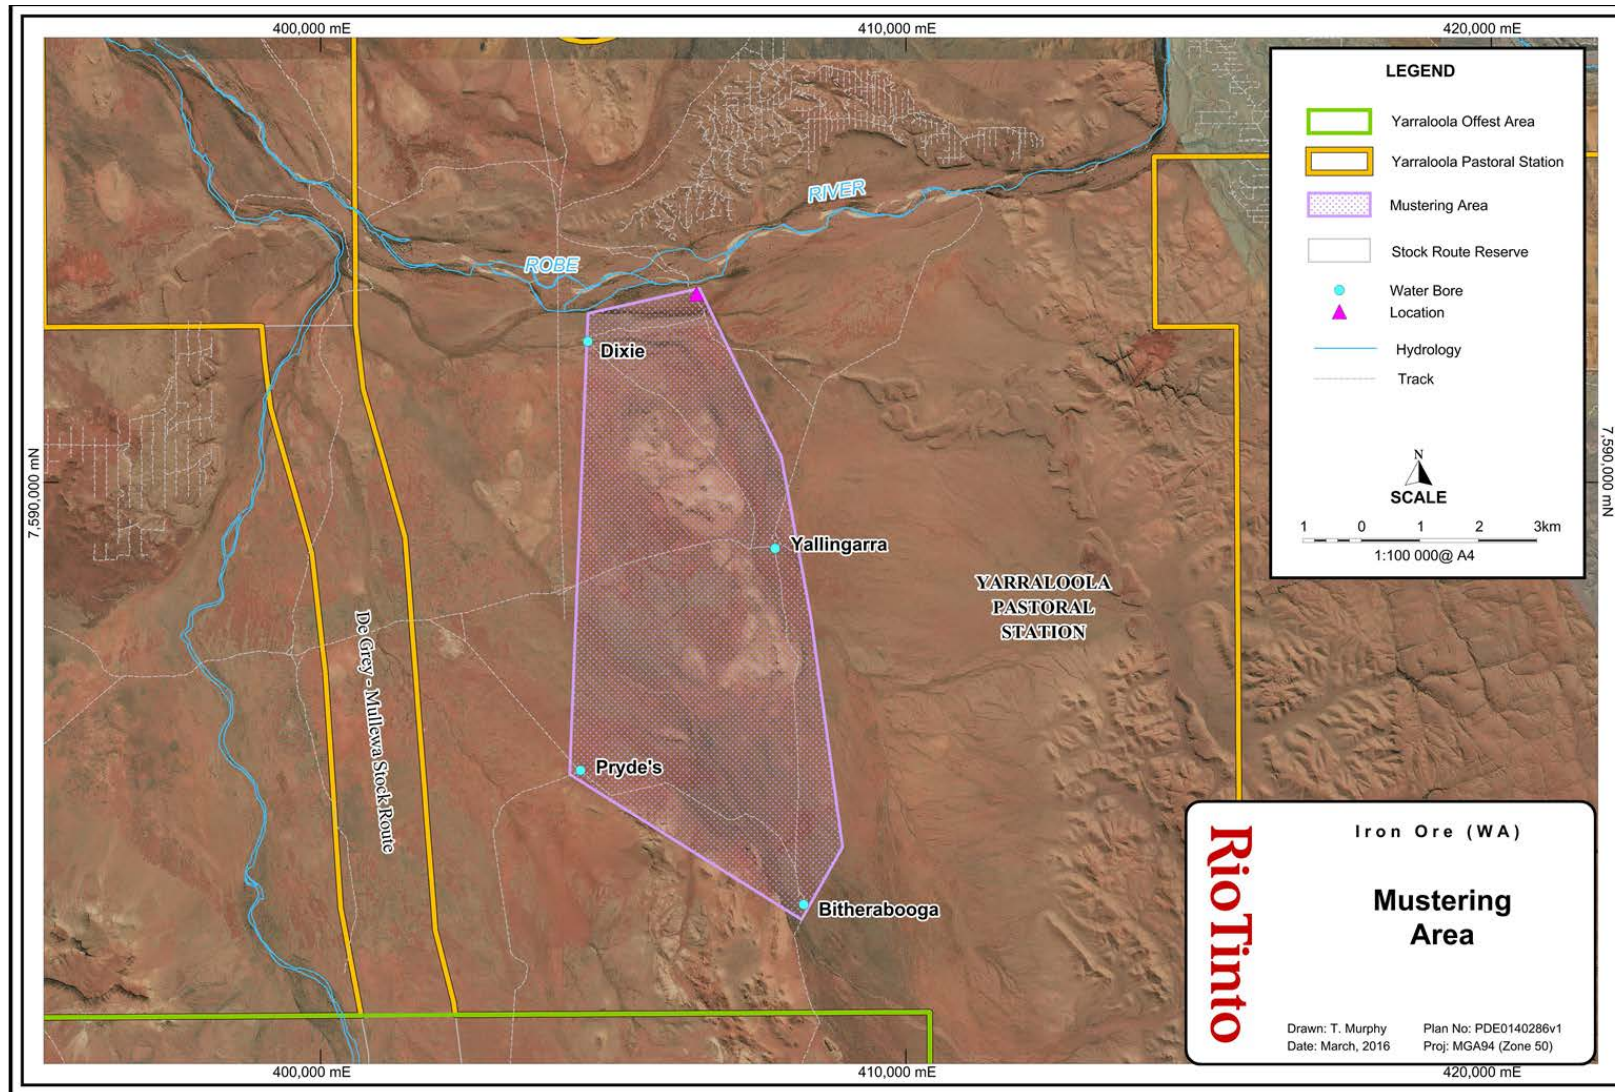 400,000 mE
410,000 mE
420,000 mE
LEGEND
Yarraloola Offest Area
Yarraloola Pastoral Station
Mustering Area
Stock Route Reserve
Water Bore
Location
Hydrology
Track
N
SCALE
1 0 1 2 3km
1:100 000@ A4
RIVER
ROBE
Dixie
7,590,000 mN
7,590,000 mN
Yallingarra
YARRALOOLA
PASTORAL
STATION
De Grey - Mullewa Stock Route
Pryde's
Bitherabooga
RioTinto
Iron Ore (WA)
Mustering
Area
Drawn: T. Murphy
Plan No: PDE0140286v1
Date: March, 2016
Proj: MGA94 (Zone 50)
400,000 mE
410,000 mE
420,000 mE